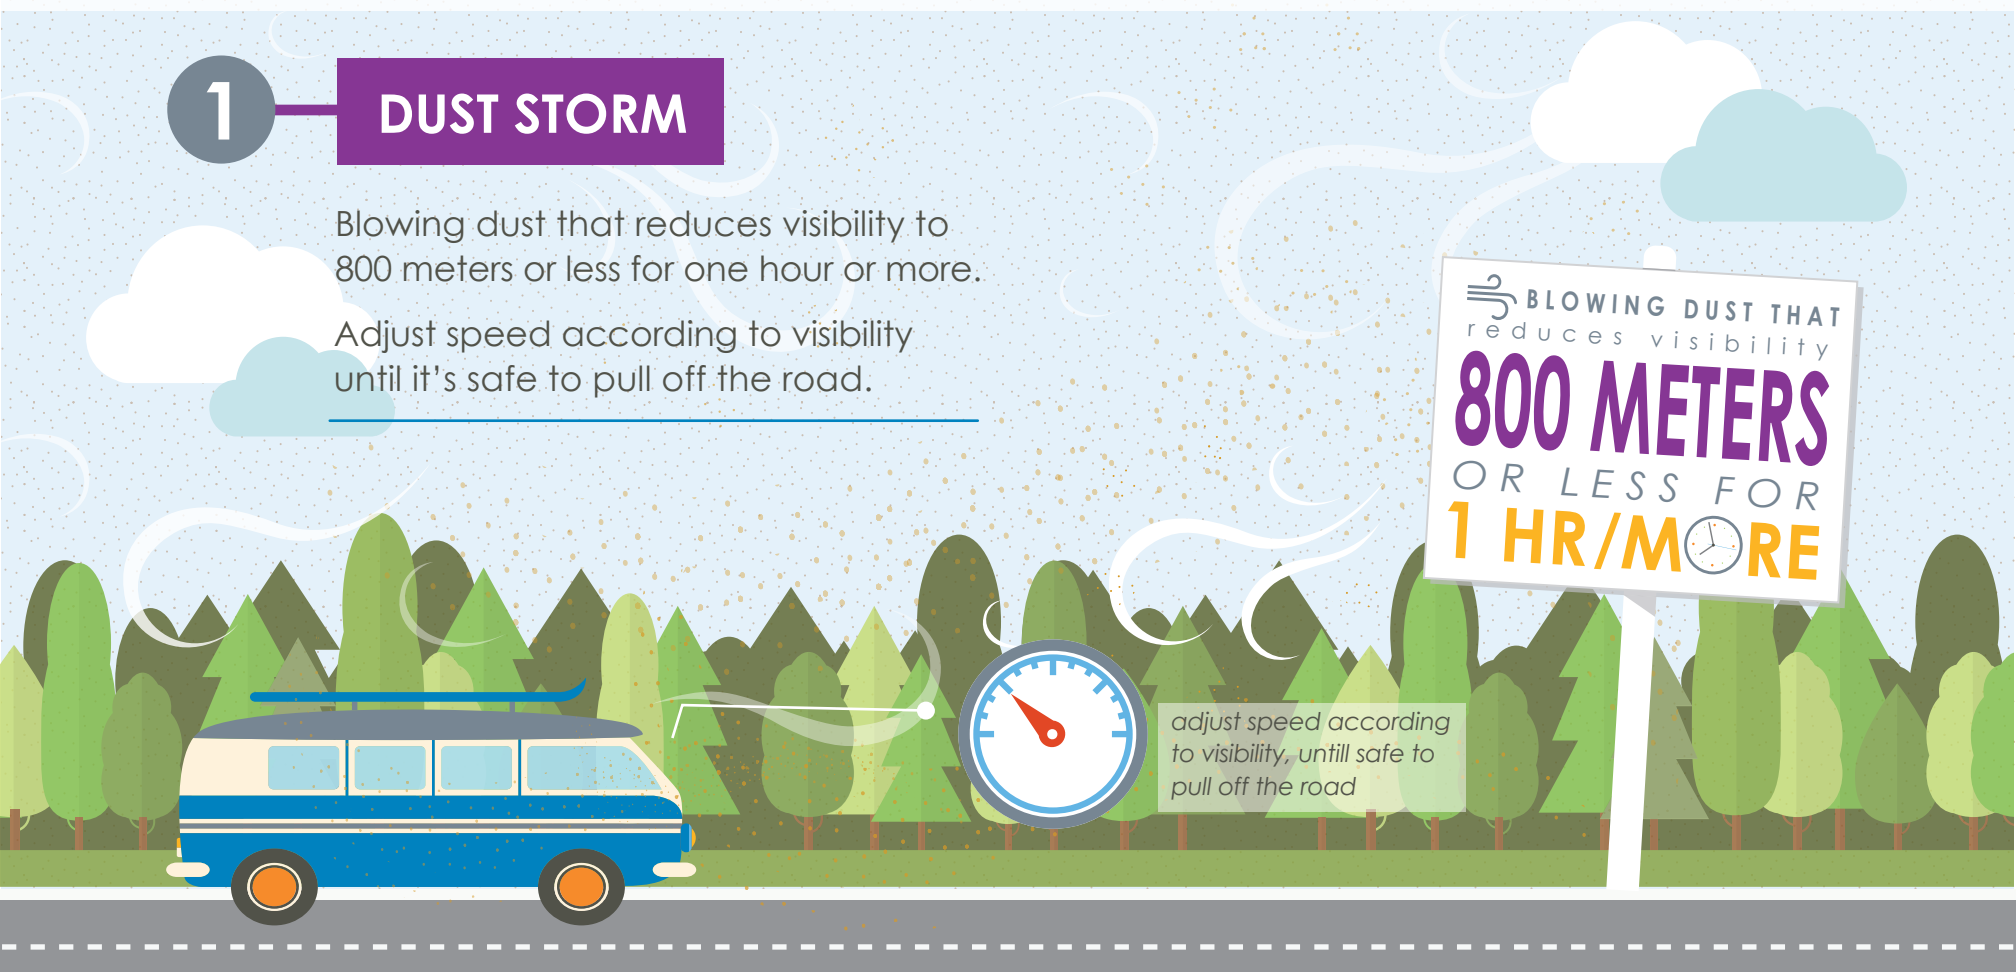 1
DUST STORM
Blowing dust that reduces visibility to
800 meters or less for one hour or more.
Adjust speed according to visibility
until it's safe to pull off the road.
BLOWING DUST THAT
reduces visibility
800 METERS
OR LESS FOR
1 HR/MORE
adjust speed according
to visibility, untill safe to
pull off the road